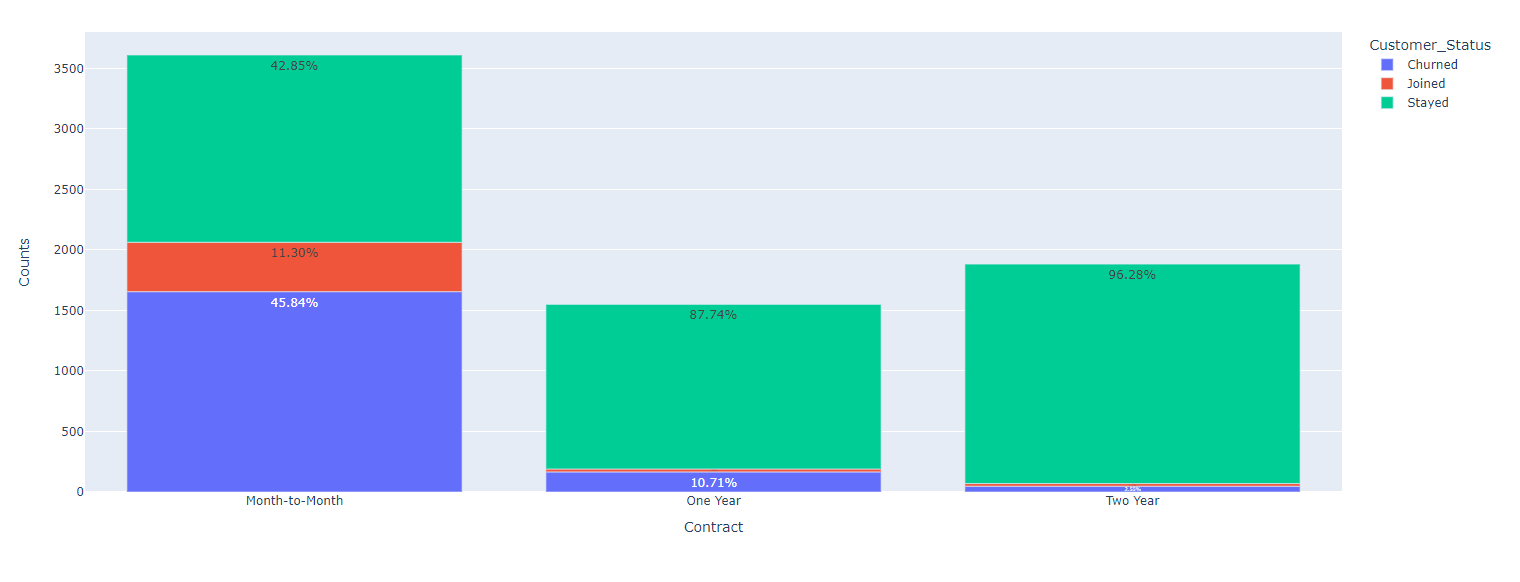 Customer_Status
Churned
Joined
Stayed
Counts
3500
3000
2500
2000
1500
1000
500
0
42.85%
11.30%
45.84%
87.74%
10.71%
96.28%
Month-to-Month
One Year
Two Year
Contract